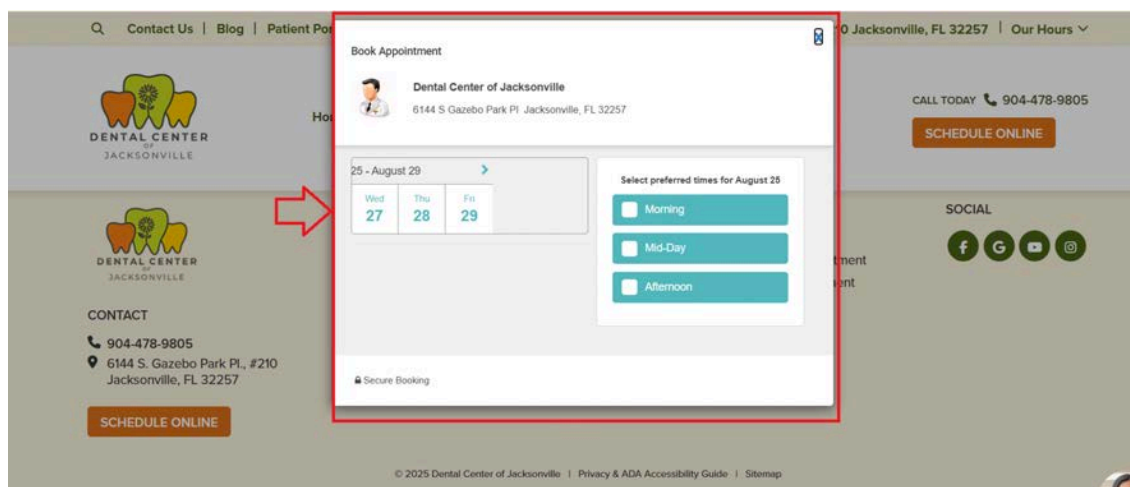 Contact Us | Blog | Patient Por
0 Jacksonville, FL 32257 | Our Hours
DENTAL CENTER
OF
JACKSONVILLE
Ho
CALL TODAY 904-478-9805
SCHEDULE ONLINE
Book Appointment
Dental Center of Jacksonville
6144 S Gazebo Park Pl Jacksonville, FL 32257
25 - August 29
Wed Thu Fri
27 28 29
Select preferred times for August 25
Morning
Mid-Day
Afternoon
Secure Booking
DENTAL CENTER
OF
JACKSONVILLE
CONTACT
904-478-9805
6144 S. Gazebo Park Pl., #210
Jacksonville, FL 32257
SCHEDULE ONLINE
tment
ent
SOCIAL
© 2025 Dental Center of Jacksonville | Privacy & ADA Accessibility Guide | Sitemap